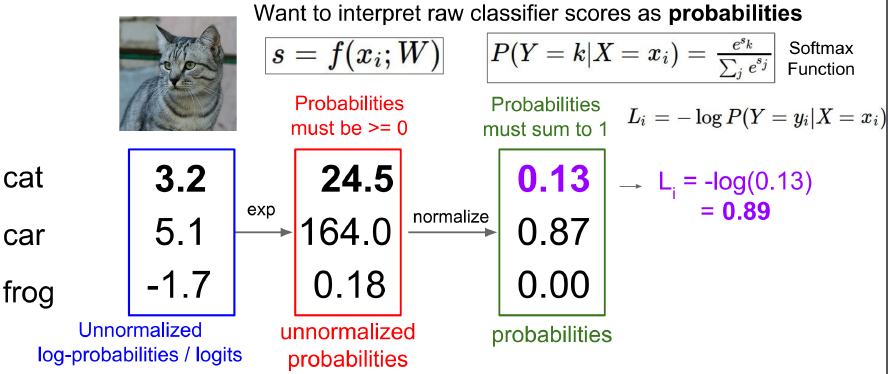 Want to interpret raw classifier scores as probabilities
s = f(x_i; W)
P(Y = k|X = x_i) = \frac{e^{s_k}}{\sum_j e^{s_j}}
Softmax
Function
Probabilities
must be >= 0
Probabilities
must sum to 1
L_i = − log P(Y = y_i|X = x_i)
cat 3.2 24.5 0.13
L_i = -log(0.13)
= 0.89
exp
normalize
car 5.1 164.0 0.87
frog -1.7 0.18 0.00
Unnormalized
log-probabilities / logits
unnormalized
probabilities
probabilities